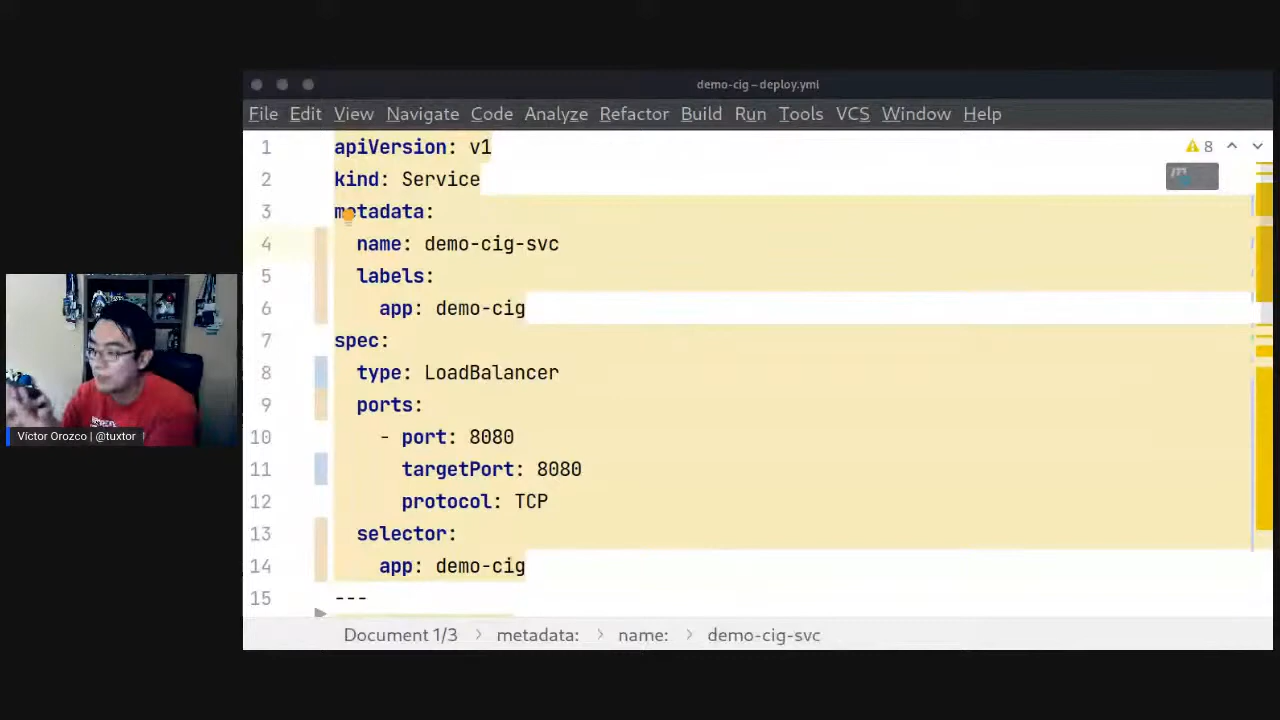 demo-cig – deploy.yml
File Edit View Navigate Code Analyze Refactor Build Run Tools VCS Window Help
1 apiVersion: v1
8
2 kind: Service
3 metadata:
4 name: demo-cig-svc
5 labels:
6 app: demo-cig
7 spec:
8 type: LoadBalancer
9 ports:
10 - port: 8080
11 targetPort: 8080
12 protocol: TCP
13 selector:
14 app: demo-cig
15 ---
Document 1/3 > metadata: > name: > demo-cig-svc
Víctor Orozco | @tuxtor